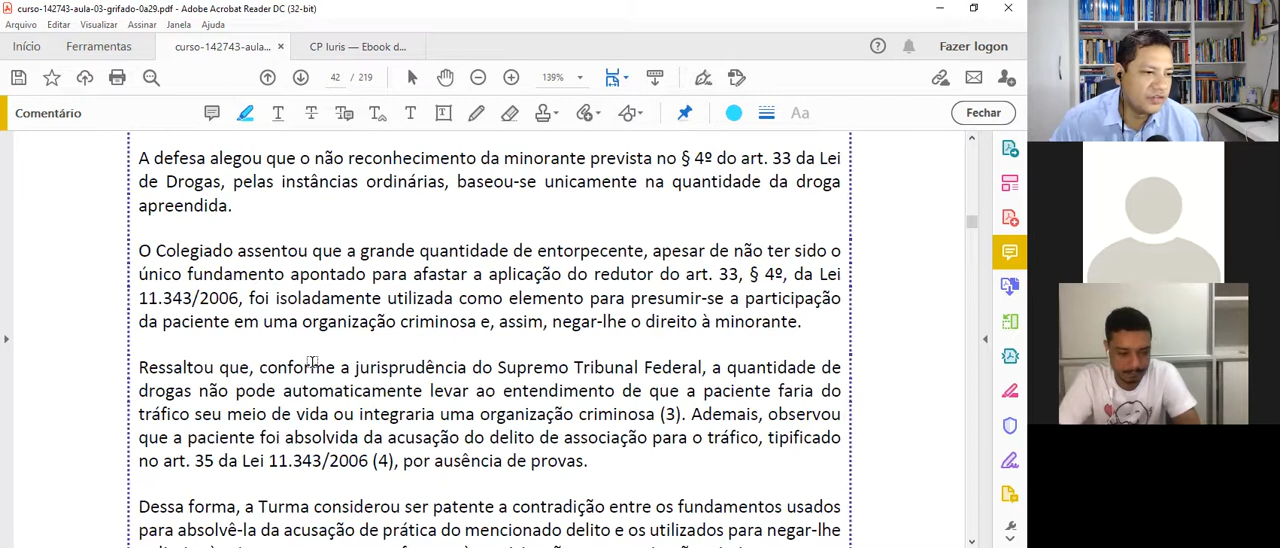 curso-142743-aula-03-grifado-0a29.pdf - Adobe Acrobat Reader DC (32-bit)
Arquivo Editar Visualizar Assinar Janela Ajuda
Início Ferramentas curso-142743-aula... × CP Iuris — Ebook d... Fazer logon
42 / 219 139%
Comentário Aa Fechar
A defesa alegou que o não reconhecimento da minorante prevista no § 4º do art. 33 da Lei
de Drogas, pelas instâncias ordinárias, baseou-se unicamente na quantidade da droga
apreendida.
O Colegiado assentou que a grande quantidade de entorpecente, apesar de não ter sido o
único fundamento apontado para afastar a aplicação do redutor do art. 33, § 4º, da Lei
11.343/2006, foi isoladamente utilizada como elemento para presumir-se a participação
da paciente em uma organização criminosa e, assim, negar-lhe o direito à minorante.
Ressaltou que, conforme a jurisprudência do Supremo Tribunal Federal, a quantidade de
drogas não pode automaticamente levar ao entendimento de que a paciente faria do
tráfico seu meio de vida ou integraria uma organização criminosa (3). Ademais, observou
que a paciente foi absolvida da acusação do delito de associação para o tráfico, tipificado
no art. 35 da Lei 11.343/2006 (4), por ausência de provas.
Dessa forma, a Turma considerou ser patente a contradição entre os fundamentos usados
para absolvê-la da acusação de prática do mencionado delito e os utilizados para negar-lhe